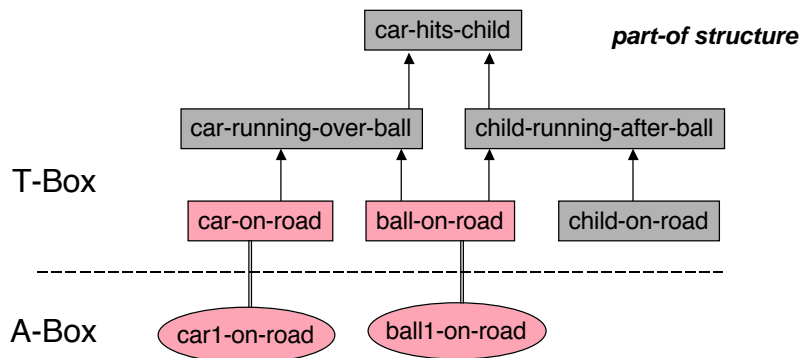 car-hits-child
part-of structure
car-running-over-ball
child-running-after-ball
T-Box
car-on-road
ball-on-road
child-on-road
A-Box
car1-on-road
ball1-on-road